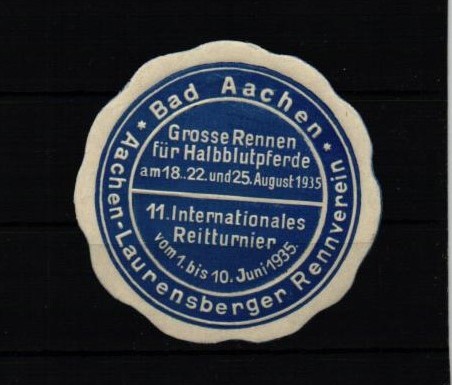 * Bad Aachen *
Grosse Rennen
für Halbblutpferde
am 18..22. und 25. August 1935
11. Internationales
Reitturnier
vom 1. bis 10. Juni 1935.
Aachen-Laurensberger Rennverein